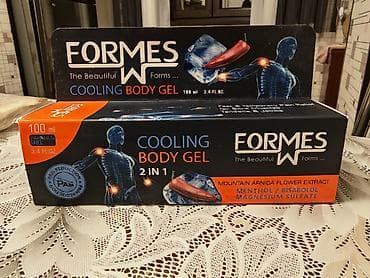 FORMES
The Beautiful Forms ...
COOLING BODY GEL
100 ml 3.4 FL.OZ.
100 ml
3.4 FL.OZ.
COOLING
BODY GEL
2 IN 1
FORMES
The Beautiful Forms ...
MOUNTAIN ARNICA FLOWER EXTRACT
MENTHOL / BISABOLOL
MAGNESIUM SULFATE